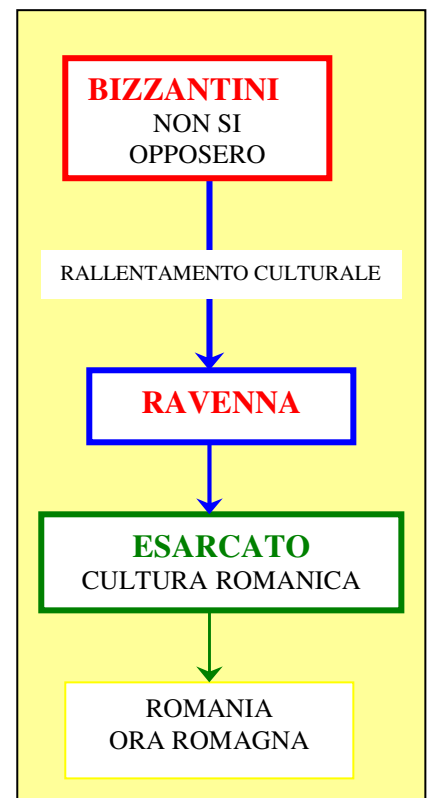 BIZZANTINI
NON SI
OPPOSERO
RALLENTAMENTO CULTURALE
RAVENNA
ESARCATO
CULTURA ROMANICA
ROMANIA
ORA ROMAGNA